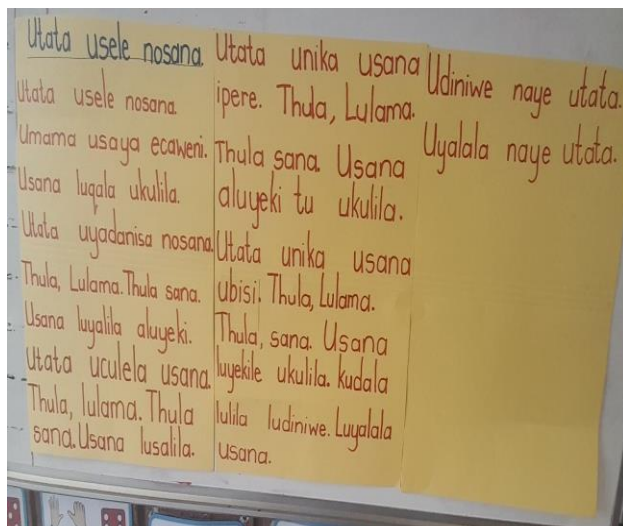 Utata usele nosana.
Utata usele nosana.
Umama usaya ecaweni.
Usana luqala ukulila.
Utata uyadanisa nosana.
Thula, Lulama. Thula sana.
Usana luyalila aluyeki.
Utata uculela usana.
Thula, lulama. Thula
sana. Usana lusalila.
Utata unika usana
ipere. Thula, Lulama.
Thula sana. Usana
aluyeki tu ukulila.
Utata unika usana
ubisi. Thula, Lulama.
Thula, sana. Usana
luyekile ukulila. kudala
lulila ludiniwe. Luyalala
usana.
Udiniwe naye utata.
Uyalala naye utata.